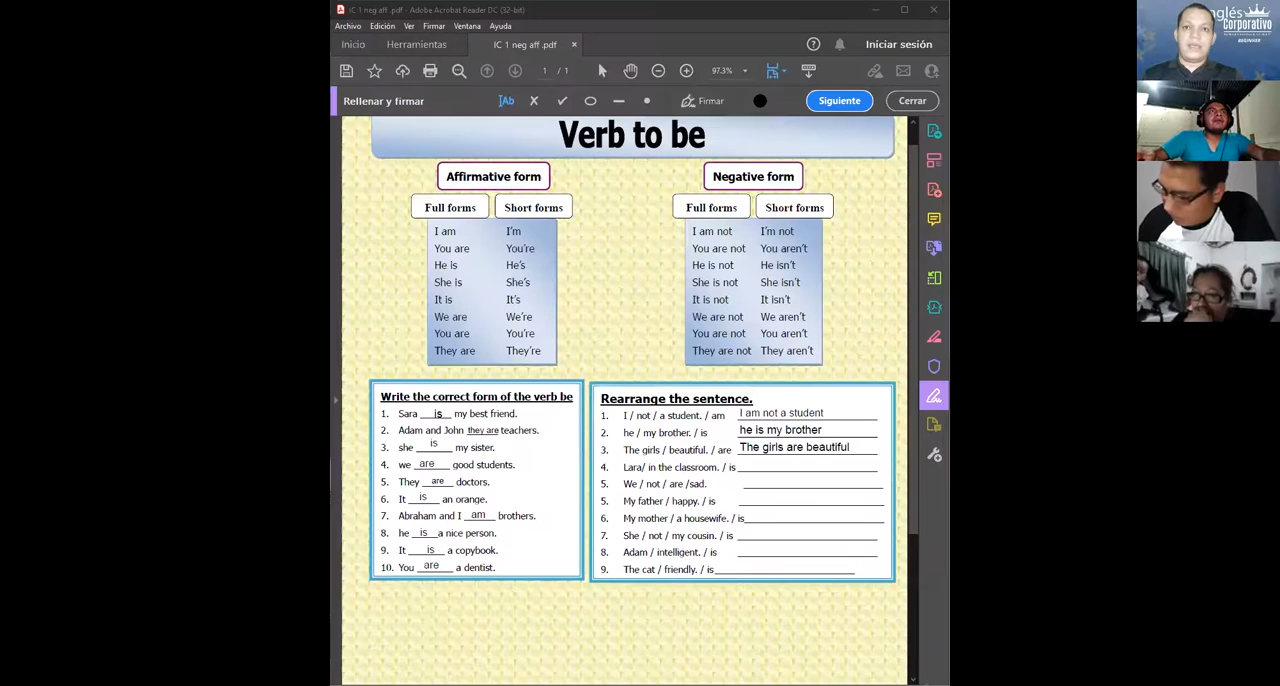 IC 1 neg aff .pdf - Adobe Acrobat Reader DC (32-bit)
Archivo Edición Ver Firmar Ventana Ayuda
Inicio Herramientas IC 1 neg aff .pdf × Iniciar sesión
1 / 1 97.3%
Rellenar y firmar Ab Firmar Siguiente Cerrar
Verb to be
Affirmative form
Full forms Short forms
I am I'm
You are You're
He is He's
She is She's
It is It's
We are We're
You are You're
They are They're
Negative form
Full forms Short forms
I am not I'm not
You are not You aren't
He is not He isn't
She is not She isn't
It is not It isn't
We are not We aren't
You are not You aren't
They are not They aren't
Write the correct form of the verb be
1. Sara is my best friend.
2. Adam and John they are teachers.
3. she is my sister.
4. we are good students.
5. They are doctors.
6. It is an orange.
7. Abraham and I am brothers.
8. he is a nice person.
9. It is a copybook.
10. You are a dentist.
Rearrange the sentence.
1. I / not / a student. / am I am not a student
2. he / my brother. / is he is my brother
3. The girls / beautiful. / are The girls are beautiful
4. Lara/ in the classroom. / is
5. We / not / are /sad.
5. My father / happy. / is
6. My mother / a housewife. / is
7. She / not / my cousin. / is
8. Adam / intelligent. / is
9. The cat / friendly. / is
nglés
Corporativo
BEGINNER